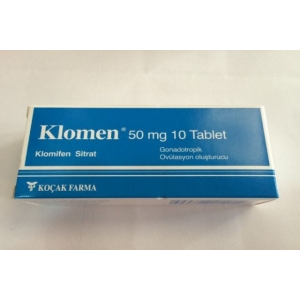 Klomen® 50 mg 10 Tablet
Klomifen Sitrat
Gonadotropik
Ovülasyon oluşturucu
KOÇAK FARMA